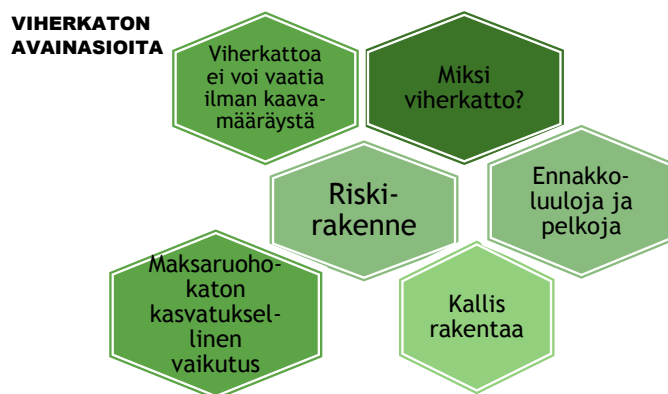 VIHERKATON
AVAINASIOITA
Viherkattoa
ei voi vaatia
ilman kaava-
määräystä
Miksi
viherkatto?
Riski-
rakenne
Ennakko-
luuloja ja
pelkoja
Maksaruoho-
katon
kasvatuksel-
linen
vaikutus
Kallis
rakentaa